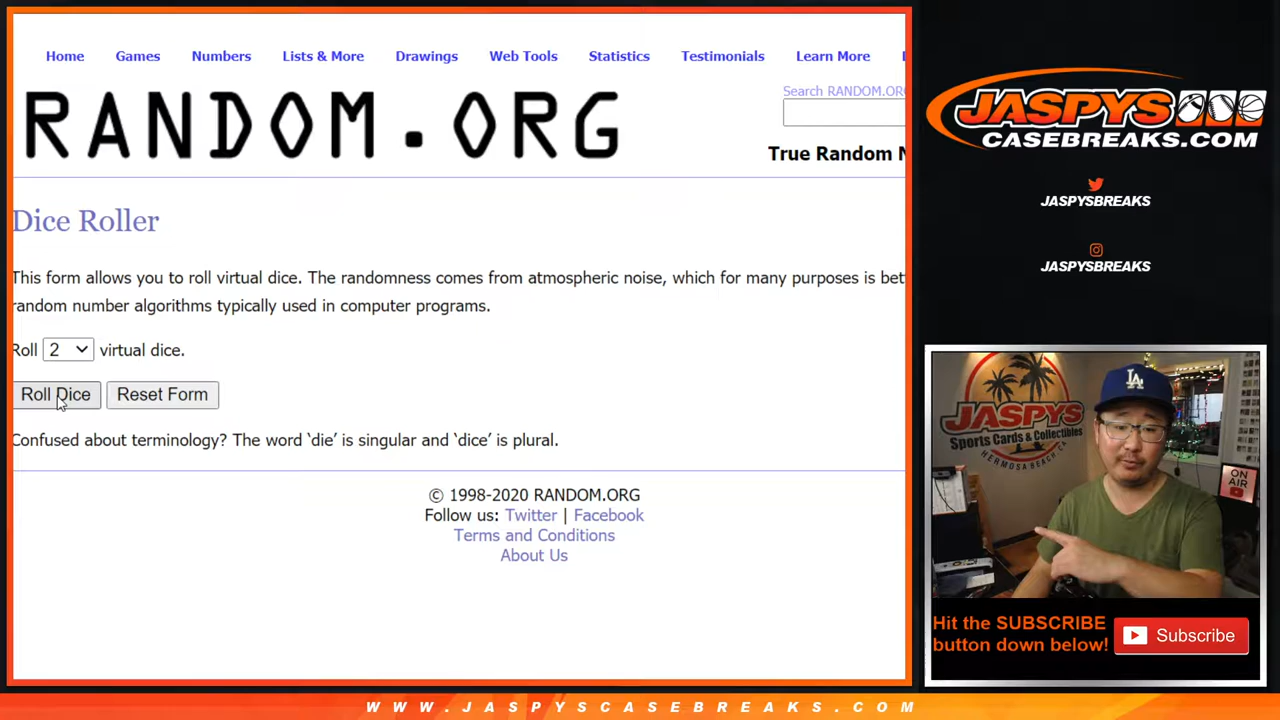 Home Games Numbers Lists & More Drawings Web Tools Statistics Testimonials Learn More
RANDOM.ORG
Search RANDOM.ORG
True Random N
Dice Roller
This form allows you to roll virtual dice. The randomness comes from atmospheric noise, which for many purposes is bet
random number algorithms typically used in computer programs.
Roll 2 virtual dice.
Roll Dice Reset Form
Confused about terminology? The word ‘die’ is singular and ‘dice’ is plural.
© 1998-2020 RANDOM.ORG
Follow us: Twitter | Facebook
Terms and Conditions
About Us
JASPYS
CASEBREAKS.COM
JASPYSBREAKS
JASPYSBREAKS
JASPYS
Sports Cards & Collectibles
HERMOSA BEACH CA
LA
ON
AIR
Hit the SUBSCRIBE
button down below!
Subscribe
WWW.JASPYSCASEBREAKS.COM